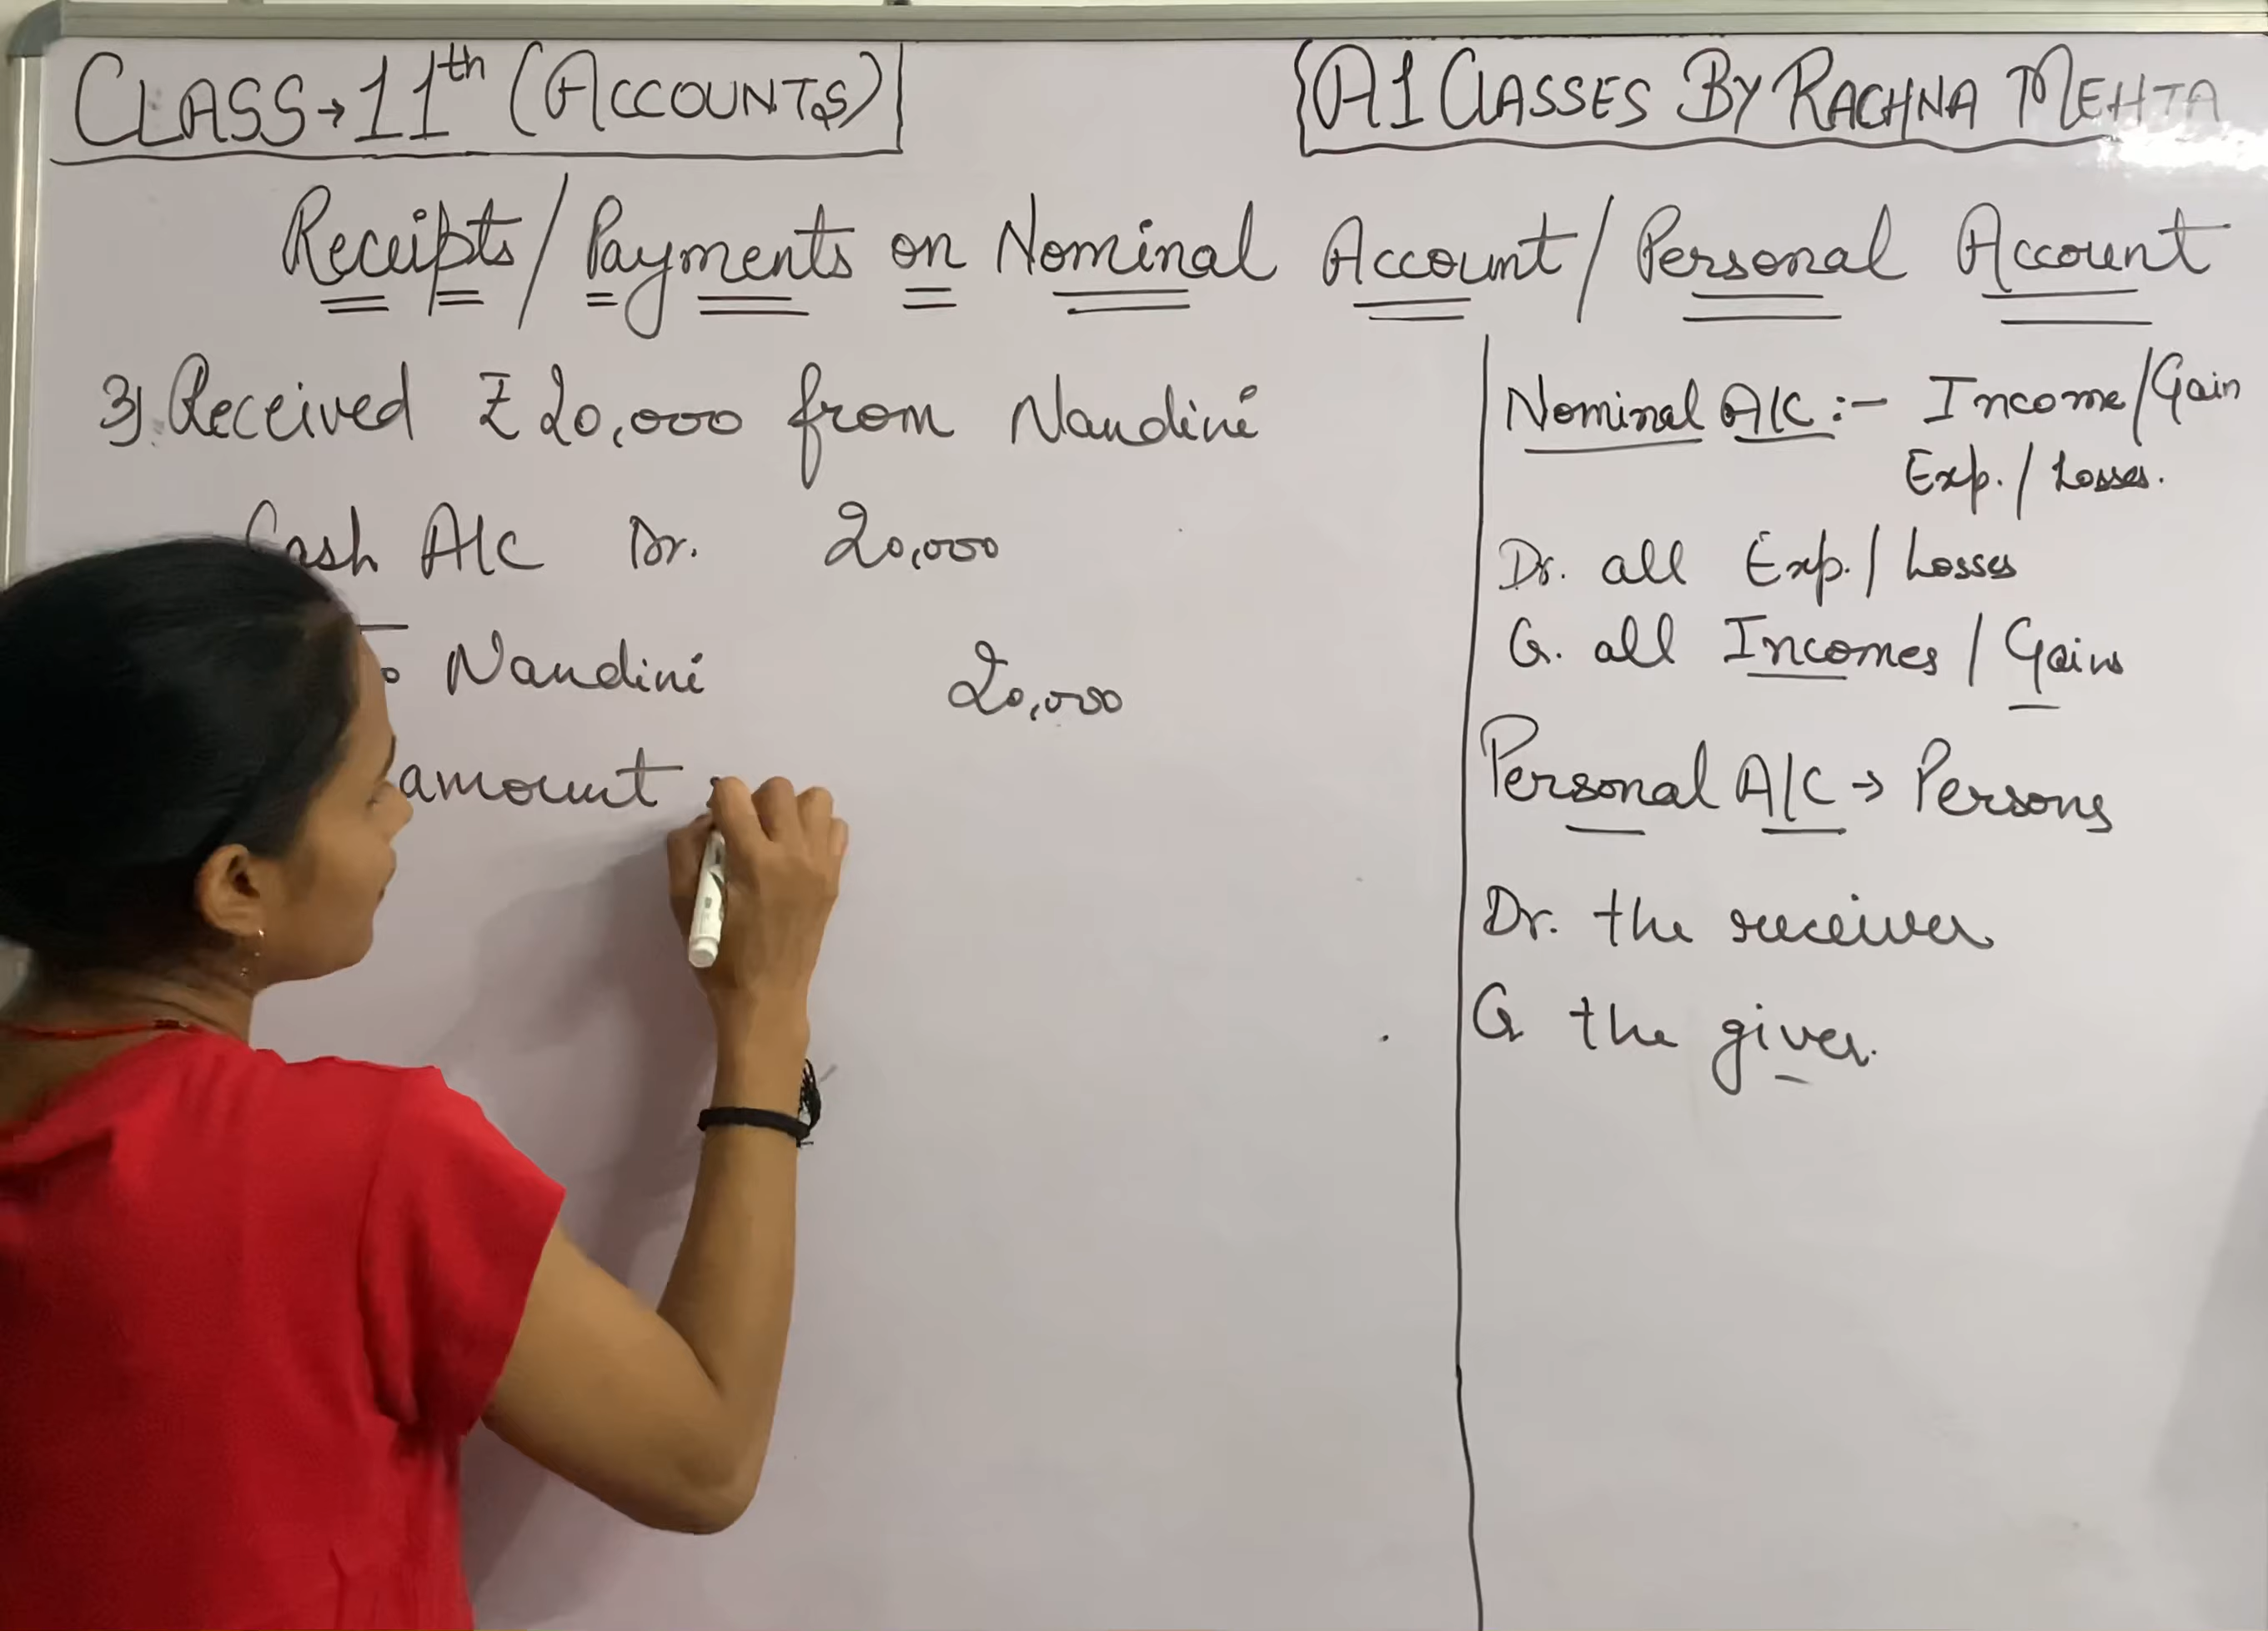 CLASS→11th (ACCOUNTS)
A1 CLASSES BY RACHNA MEHTA
Receipts/Payments on Nominal Account/Personal Account
3). Received ₹20,000 from Nandini
Cash A/C Dr. 20,000
To Nandini 20,000
amount
Nominal A/C:- Income/Gain
Exp./Losses.
Dr. all Exp./Losses
Cr. all Incomes/Gains
Personal A/C → Persons
Dr. the receiver
Cr the giver.